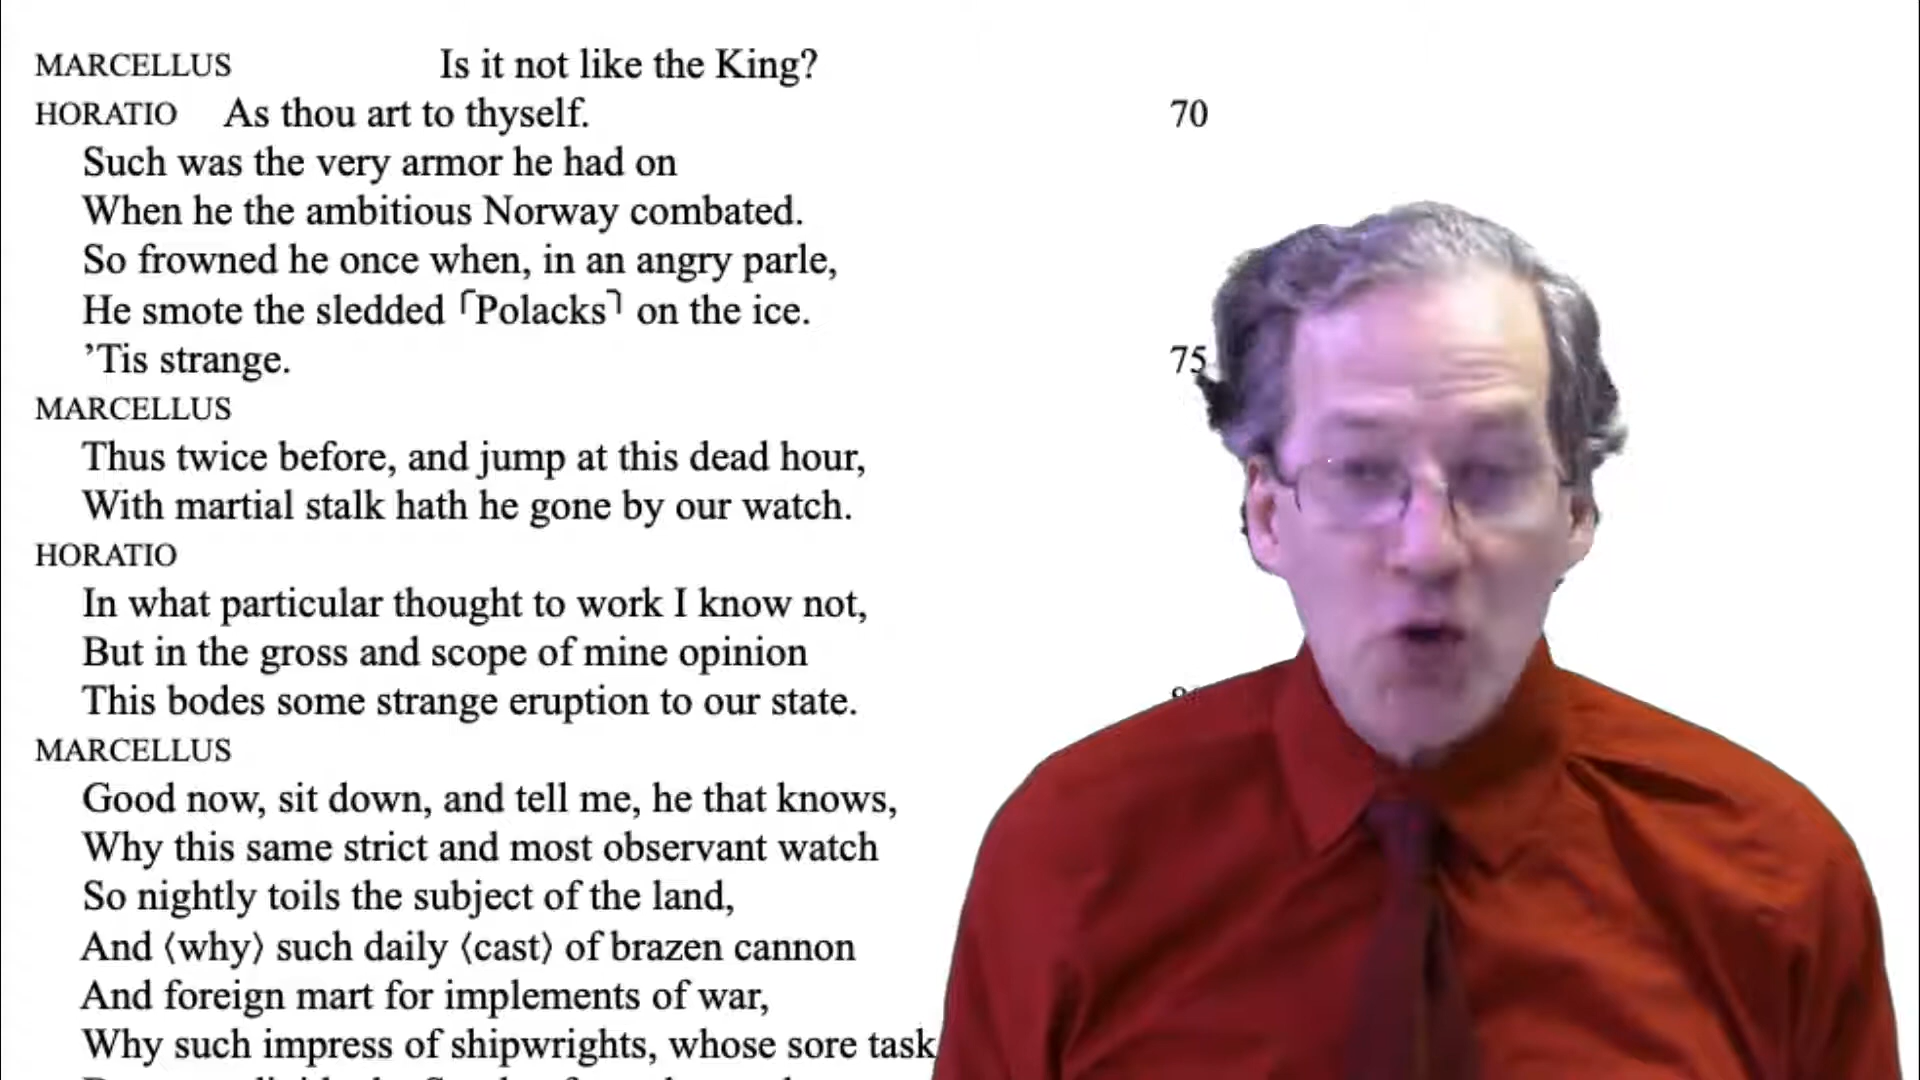 MARCELLUS Is it not like the King?
HORATIO As thou art to thyself. 70
Such was the very armor he had on
When he the ambitious Norway combated.
So frowned he once when, in an angry parle,
He smote the sledded ⌜Polacks⌝ on the ice.
’Tis strange. 75
MARCELLUS
Thus twice before, and jump at this dead hour,
With martial stalk hath he gone by our watch.
HORATIO
In what particular thought to work I know not,
But in the gross and scope of mine opinion
This bodes some strange eruption to our state.
MARCELLUS
Good now, sit down, and tell me, he that knows,
Why this same strict and most observant watch
So nightly toils the subject of the land,
And ⟨why⟩ such daily ⟨cast⟩ of brazen cannon
And foreign mart for implements of war,
Why such impress of shipwrights, whose sore task